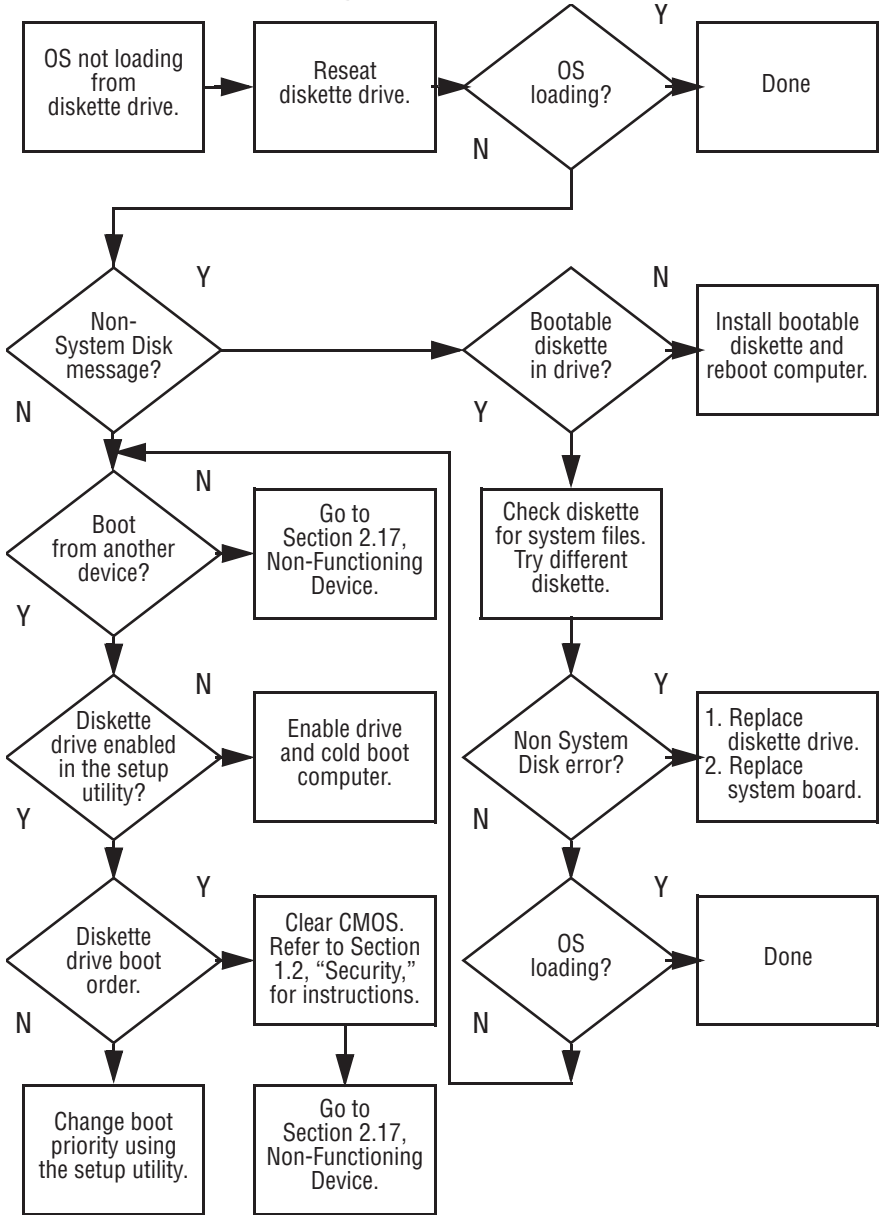 OS not loading
from
diskette drive.
Reseat
diskette drive.
OS
loading?
Y
Done
N
Non-
System Disk
message?
Y
N
Bootable
diskette
in drive?
N
Y
Install bootable
diskette and
reboot computer.
Boot
from another
device?
N
Y
Go to
Section 2.17,
Non-Functioning
Device.
Check diskette
for system files.
Try different
diskette.
Diskette
drive enabled
in the setup
utility?
N
Y
Enable drive
and cold boot
computer.
Non System
Disk error?
Y
N
1. Replace
diskette drive.
2. Replace
system board.
Diskette
drive boot
order.
Y
N
Clear CMOS.
Refer to Section
1.2, “Security,”
for instructions.
OS
loading?
Y
N
Done
Change boot
priority using
the setup utility.
Go to
Section 2.17,
Non-Functioning
Device.